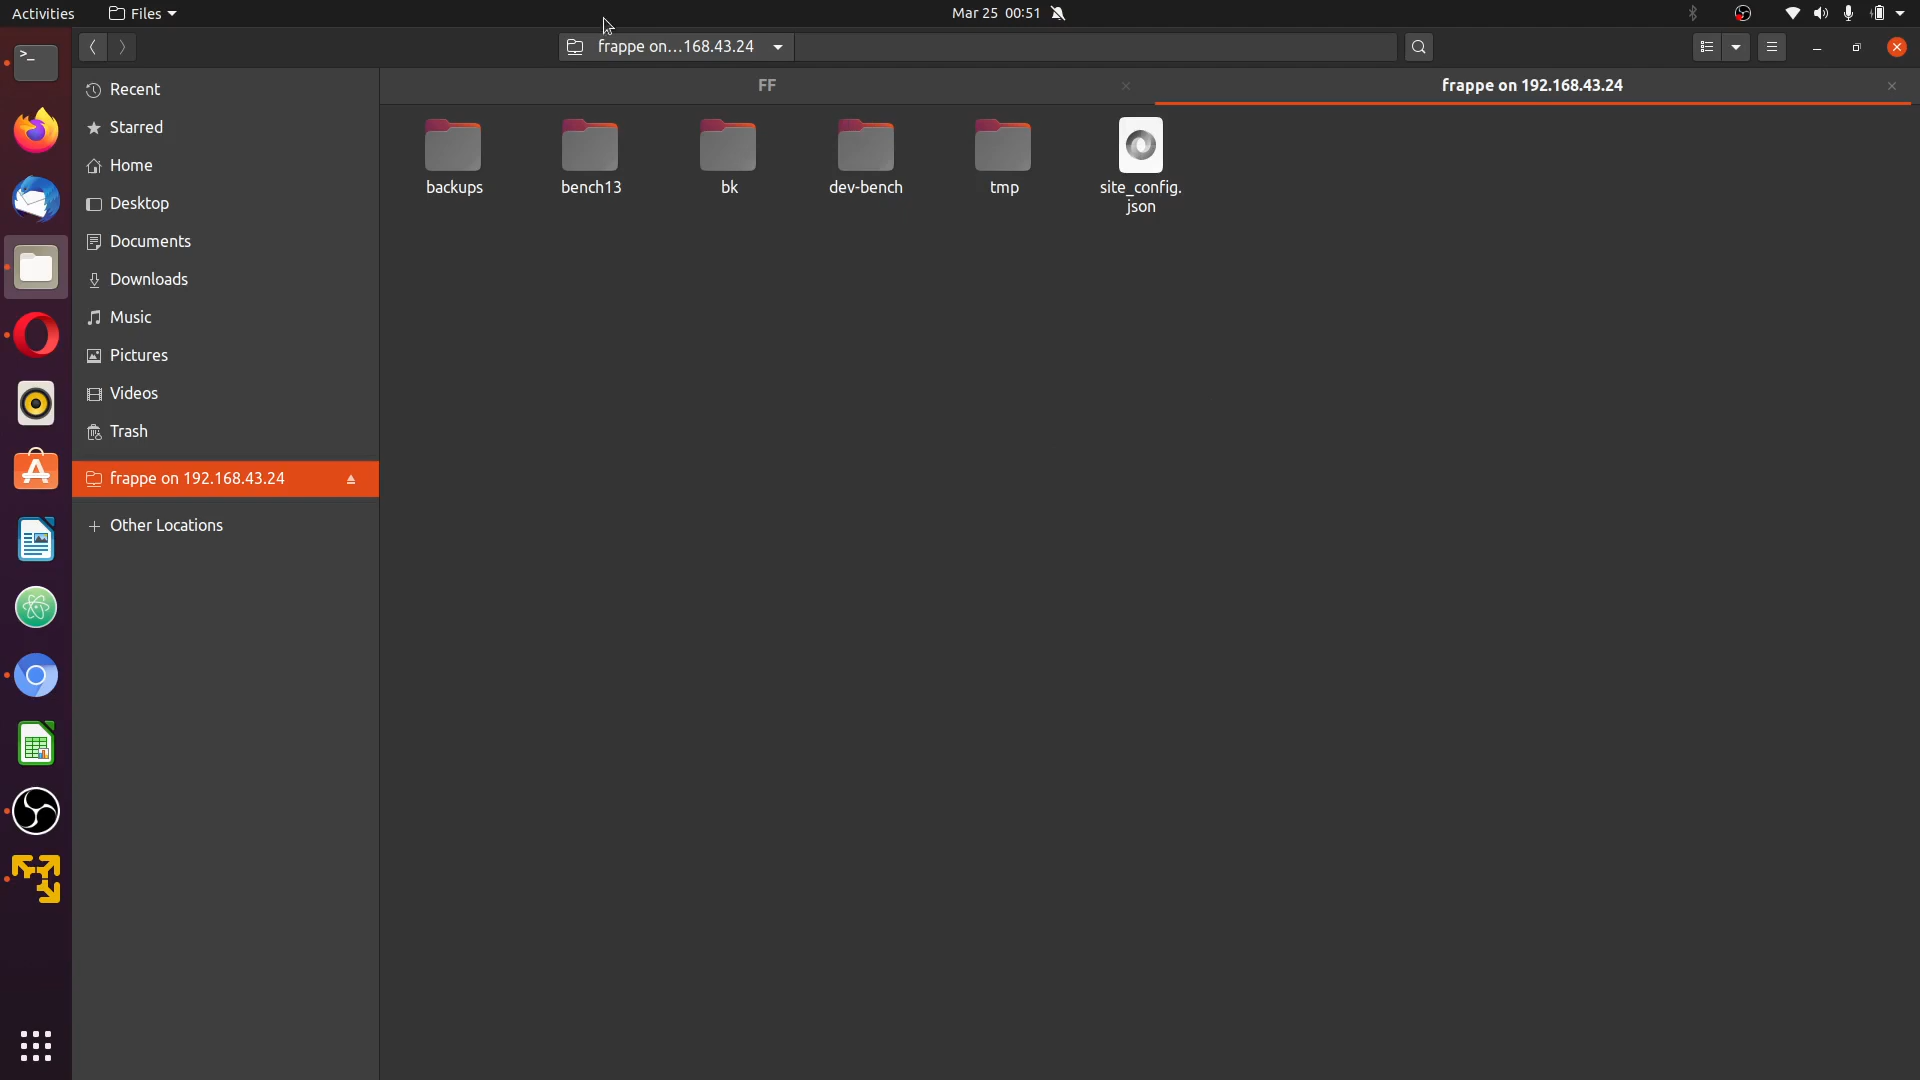 Activities
Files
Mar 25 00:51
frappe on...168.43.24
FF
frappe on 192.168.43.24
Recent
Starred
Home
Desktop
Documents
Downloads
Music
Pictures
Videos
Trash
frappe on 192.168.43.24
Other Locations
backups
bench13
bk
dev-bench
tmp
site_config.
json